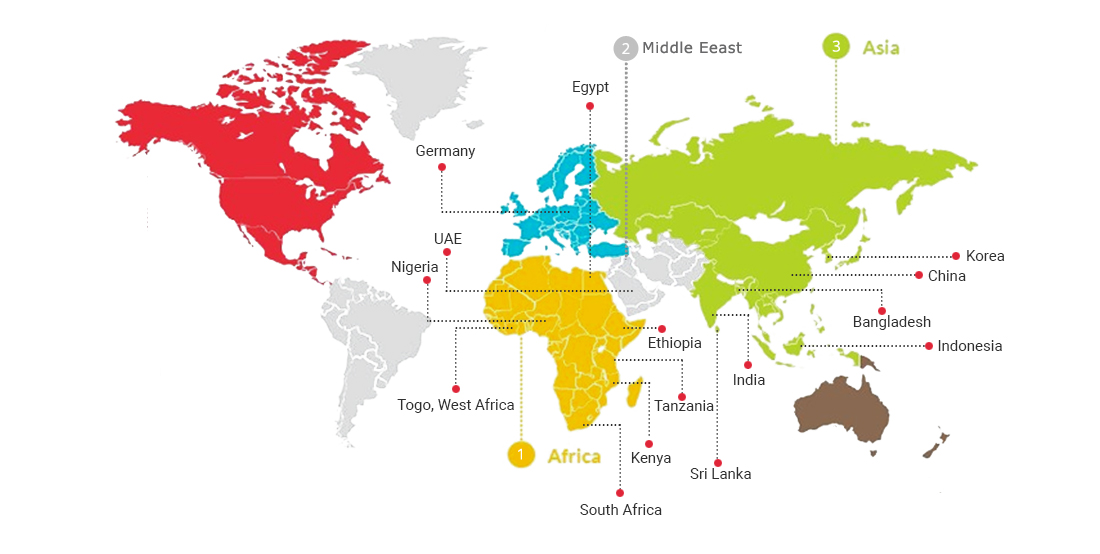 2 Middle Eeast
3 Asia
Egypt
Germany
UAE
Nigeria
Korea
China
Bangladesh
Ethiopia
Indonesia
India
Togo, West Africa
Tanzania
1 Africa
Kenya
Sri Lanka
South Africa